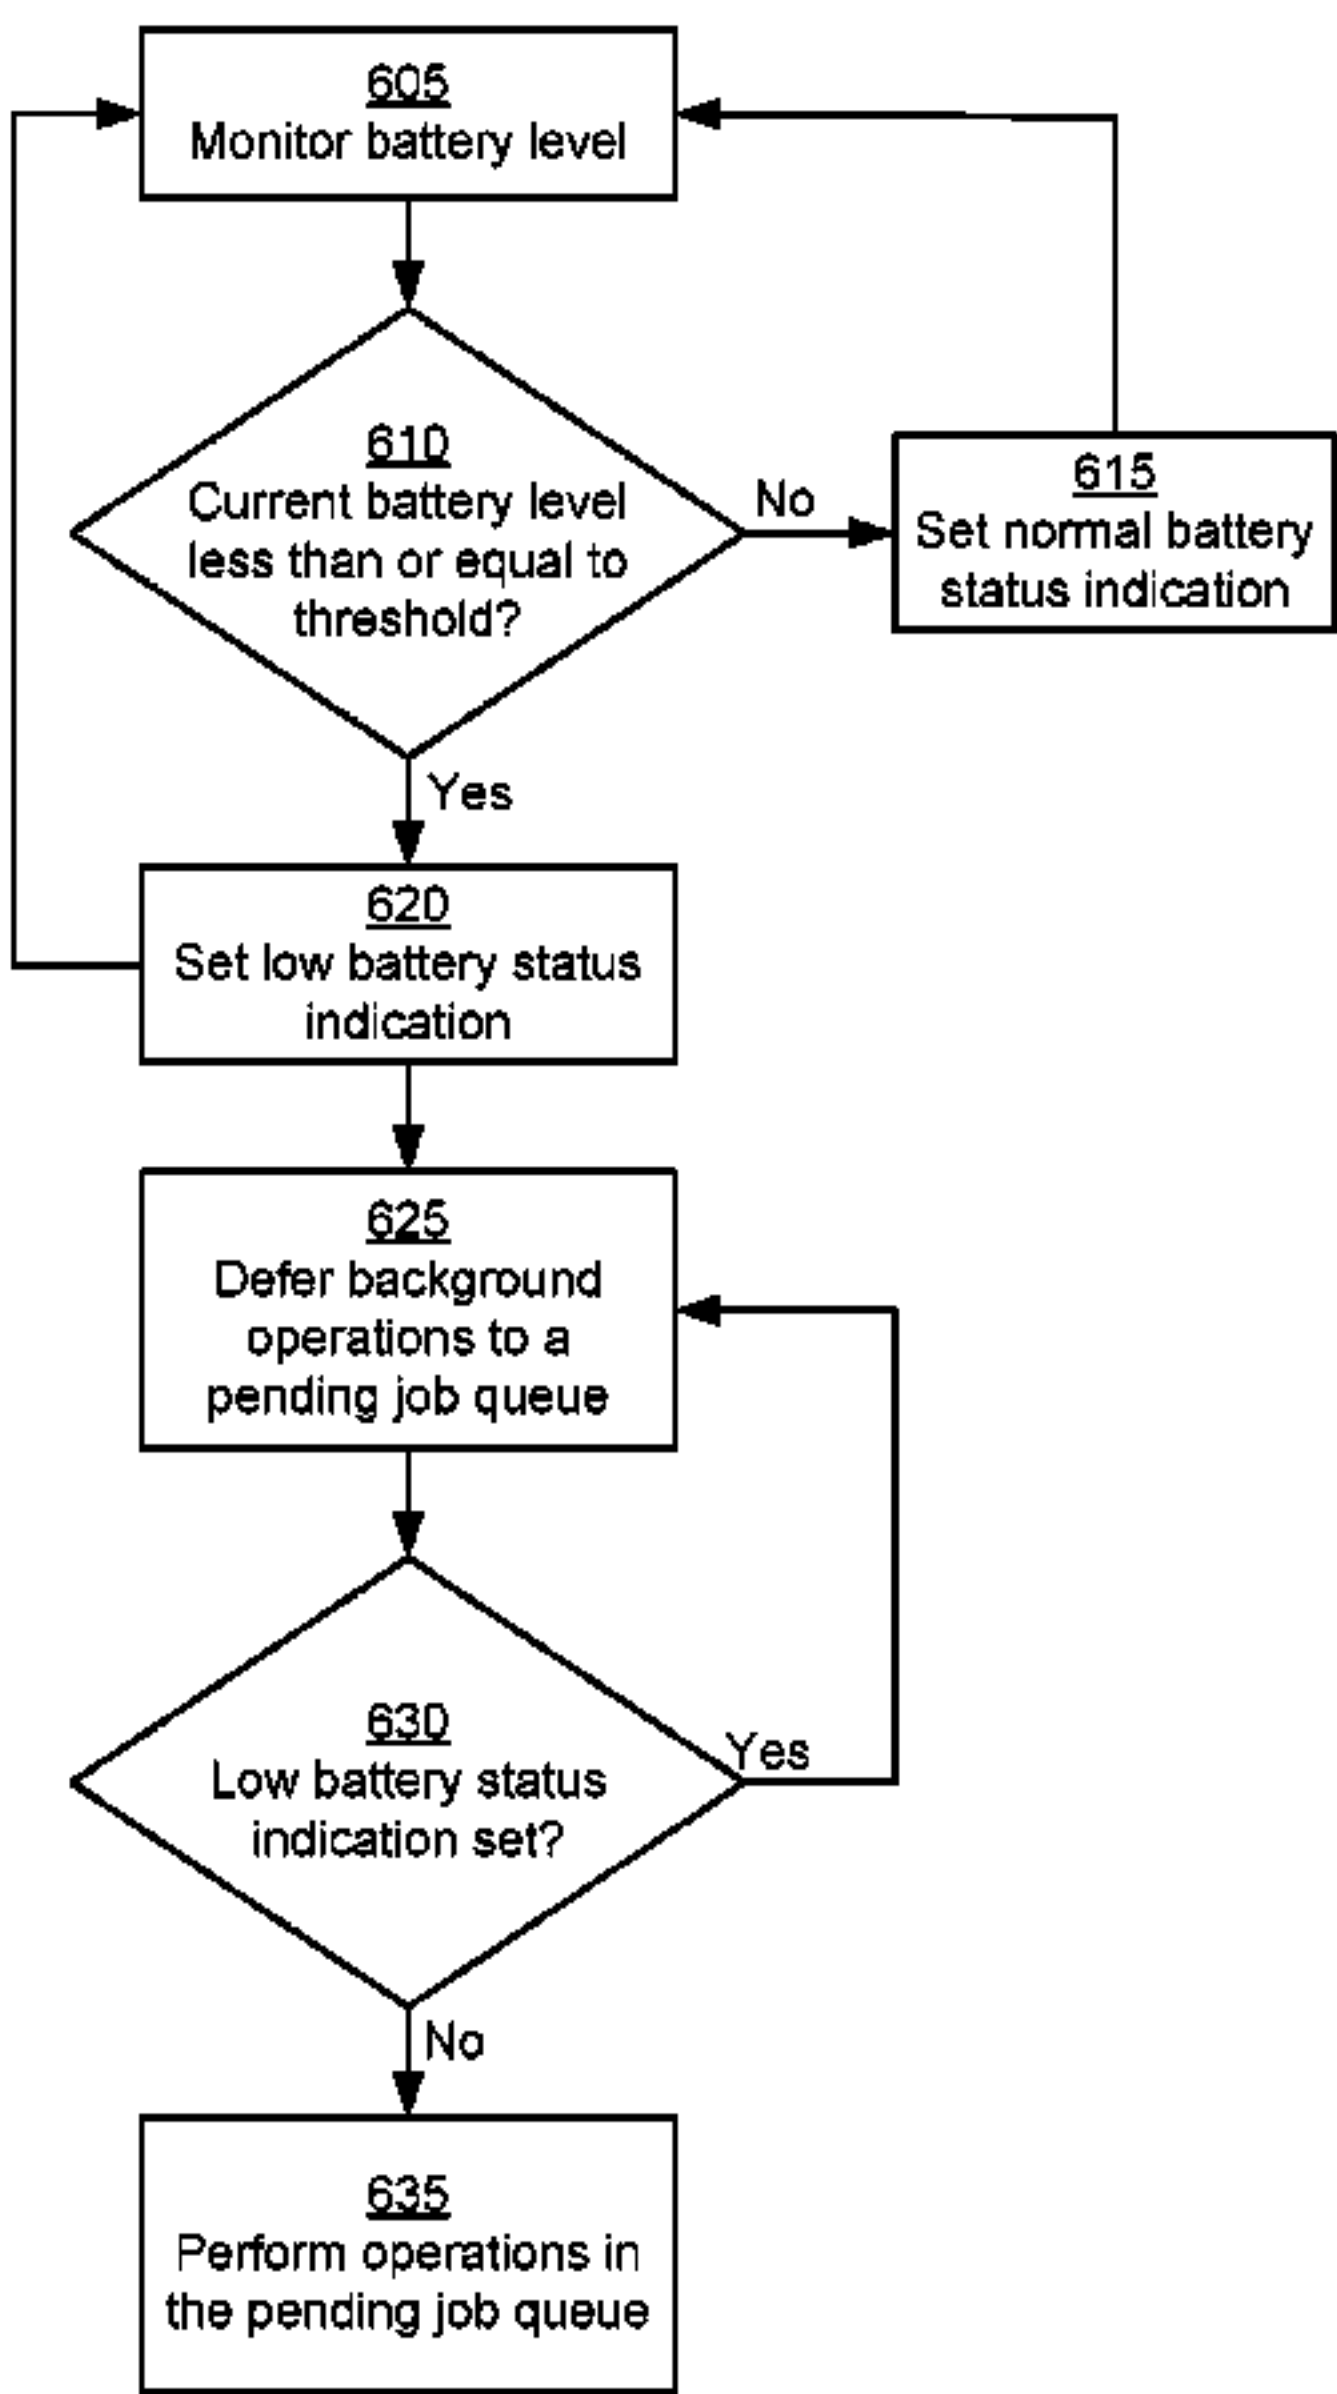 605
Monitor battery level
610
Current battery level
less than or equal to
threshold?
No
615
Set normal battery
status indication
Yes
620
Set low battery status
indication
625
Defer background
operations to a
pending job queue
630
Low battery status
indication set?
Yes
No
635
Perform operations in
the pending job queue